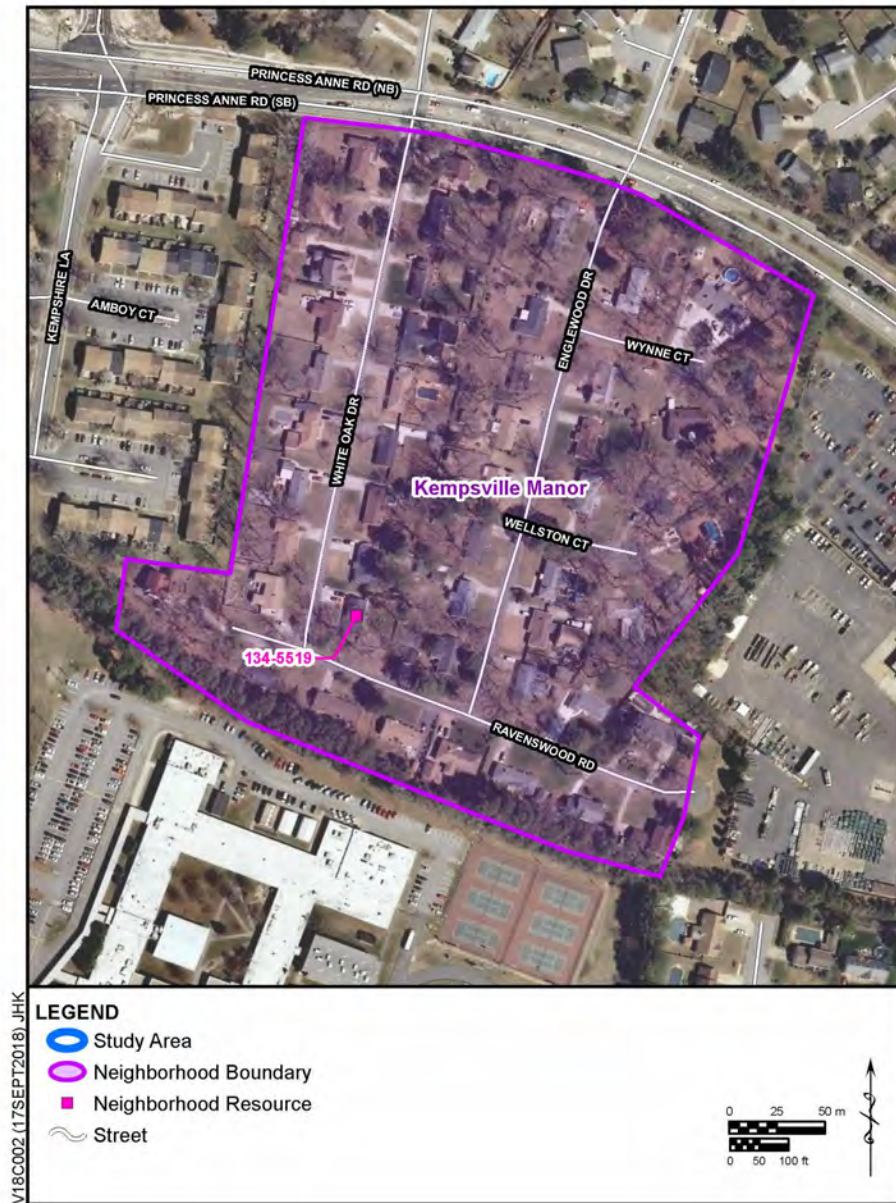 PRINCESS ANNE RD (NB)
PRINCESS ANNE RD (SB)
KEMPSHIRE LA
AMBOY CT
WHITE OAK DR
ENGLEWOOD DR
WYNNE CT
Kempsville Manor
WELLSTON CT
134-5519
RAVENSWOOD RD
V18C002 (17SEPT2018) JHK
LEGEND
Study Area
Neighborhood Boundary
Neighborhood Resource
Street
0 25 50 m
0 50 100 ft